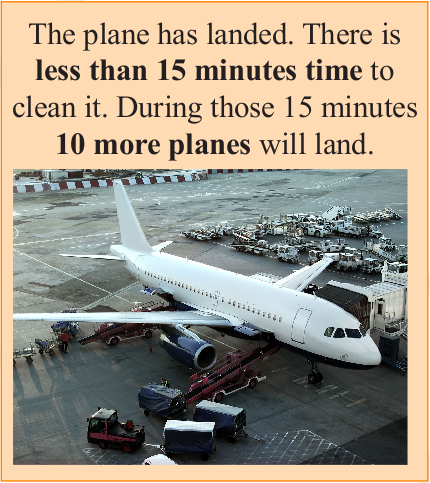 The plane has landed. There is
less than 15 minutes time to
clean it. During those 15 minutes
10 more planes will land.